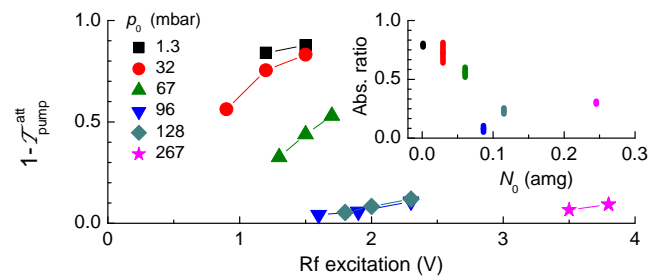 p₀ (mbar)
1.3
32
67
96
128
267
1- 𝒯 att pump
0.0
0.5
1.0
0
1
2
3
4
Rf excitation (V)
Abs. ratio
0.0
0.5
1.0
0.0 0.1 0.2 0.3
N₀ (amg)